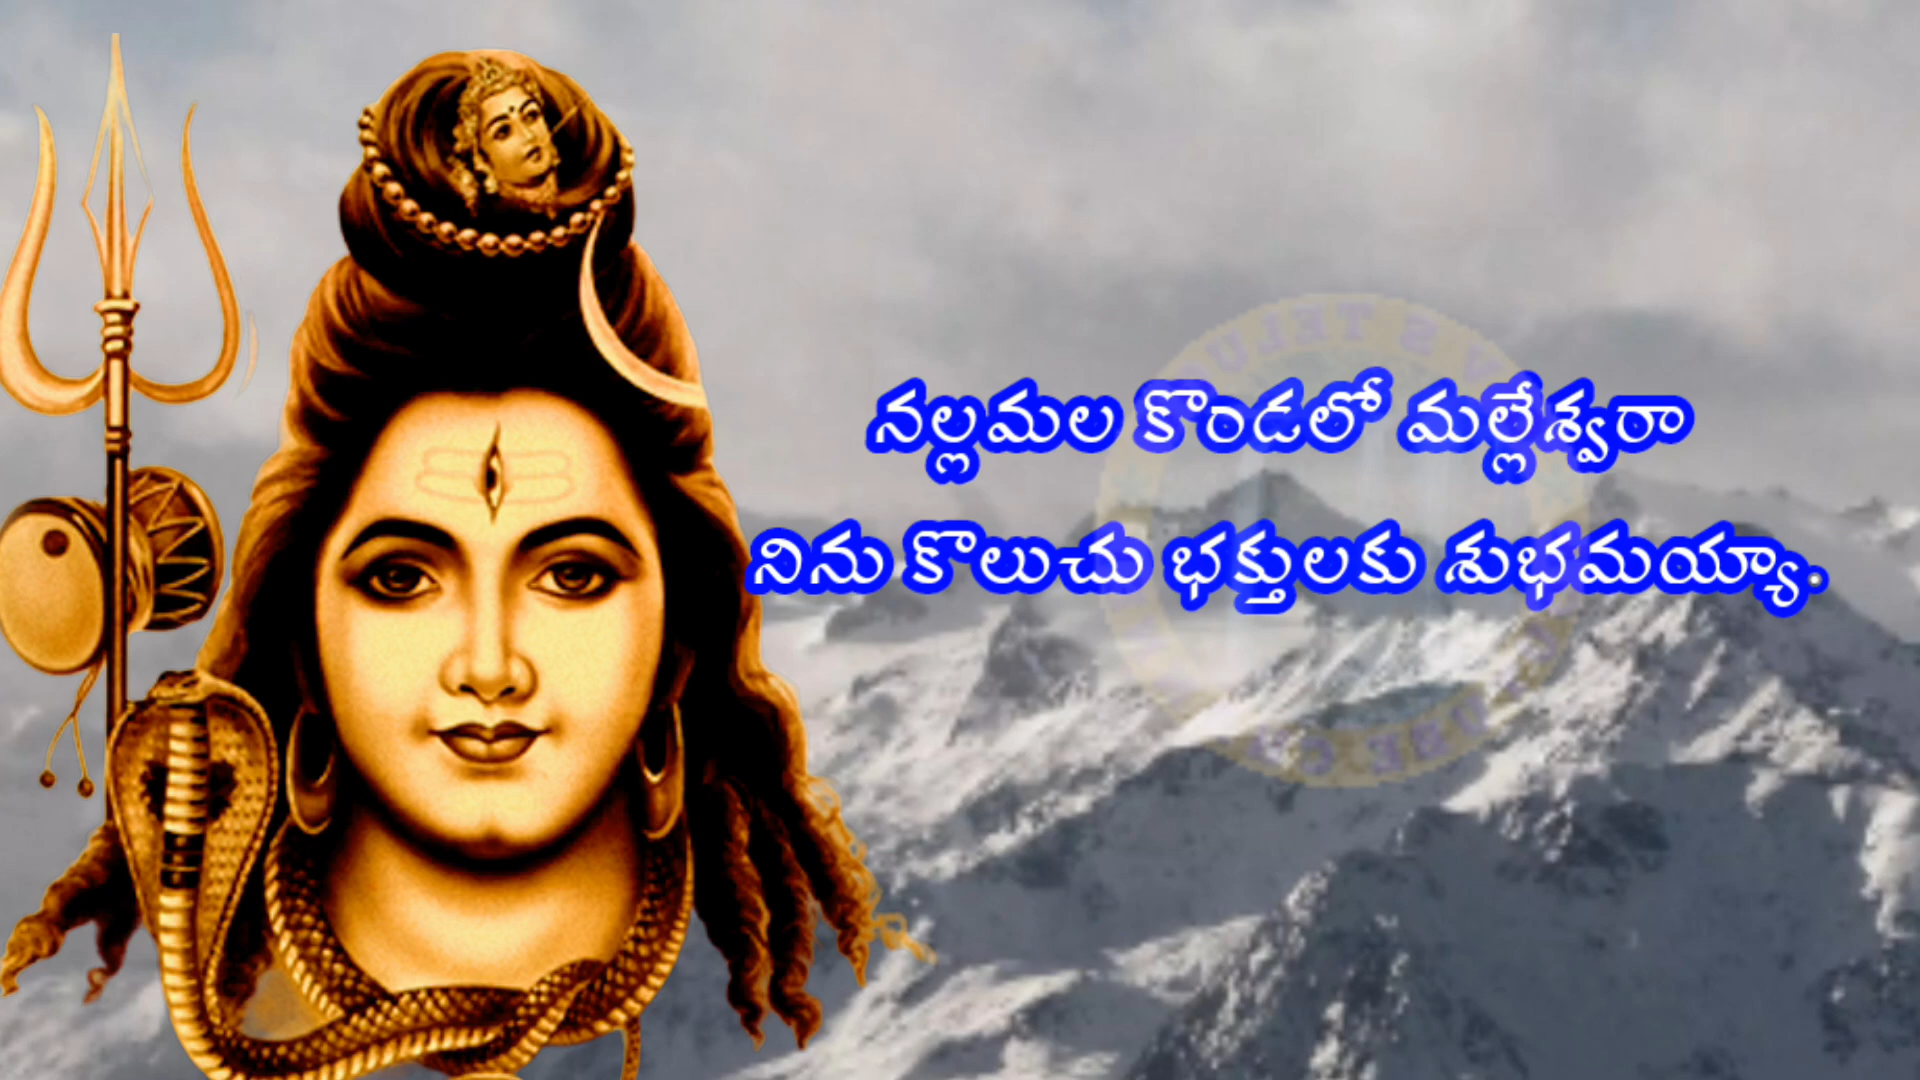 నల్లమల కొండలో మల్లేశ్వరా
నిను కొలుచు భక్తులకు శుభమయ్యా.